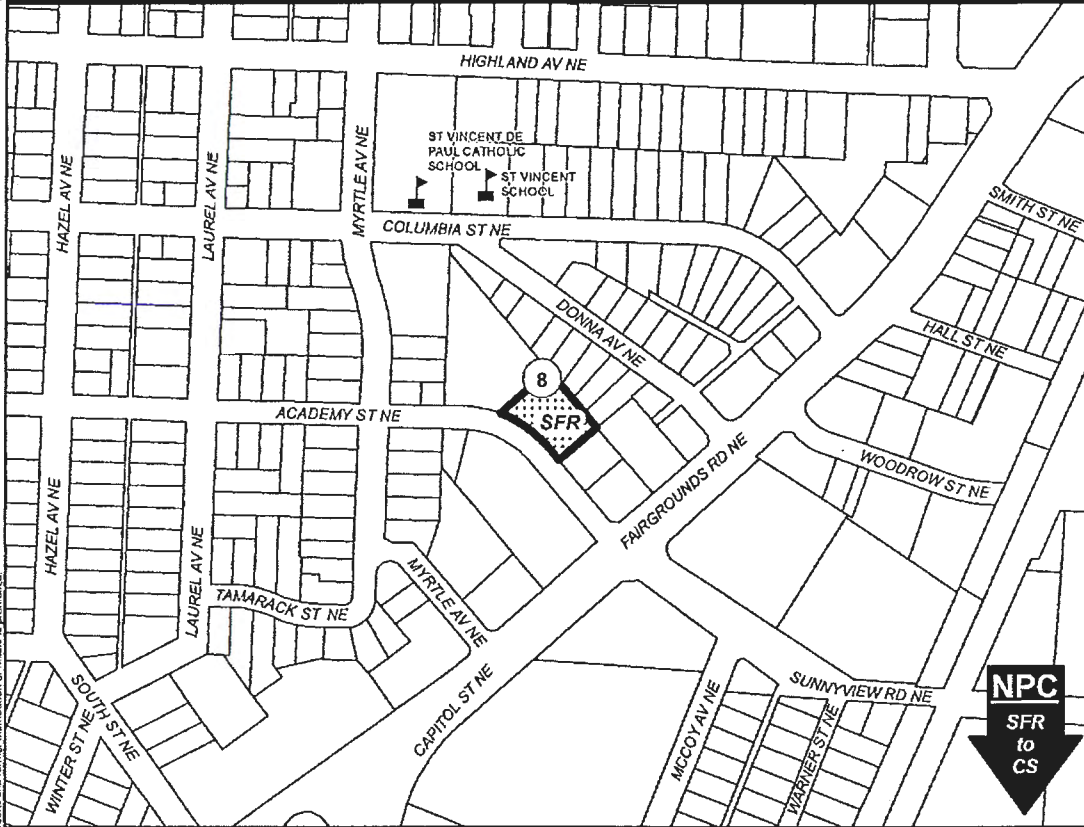 HIGHLAND AV NE
ST VINCENT DE
PAUL CATHOLIC
SCHOOL
ST VINCENT
SCHOOL
HAZEL AV NE
LAUREL AV NE
MYRTLE AV NE
SMITH ST NE
COLUMBIA ST NE
DONNA AV NE
HALL ST NE
8
SFR
ACADEMY ST NE
WOODROW ST NE
FAIRGROUNDS RD NE
HAZEL AV NE
LAUREL AV NE
TAMARACK ST NE
MYRTLE AV NE
CAPITOL ST NE
SOUTH ST NE
WINTER ST NE
MCCOY AV NE
WARNER ST NE
SUNNYVIEW RD NE
NPC
SFR
to
CS